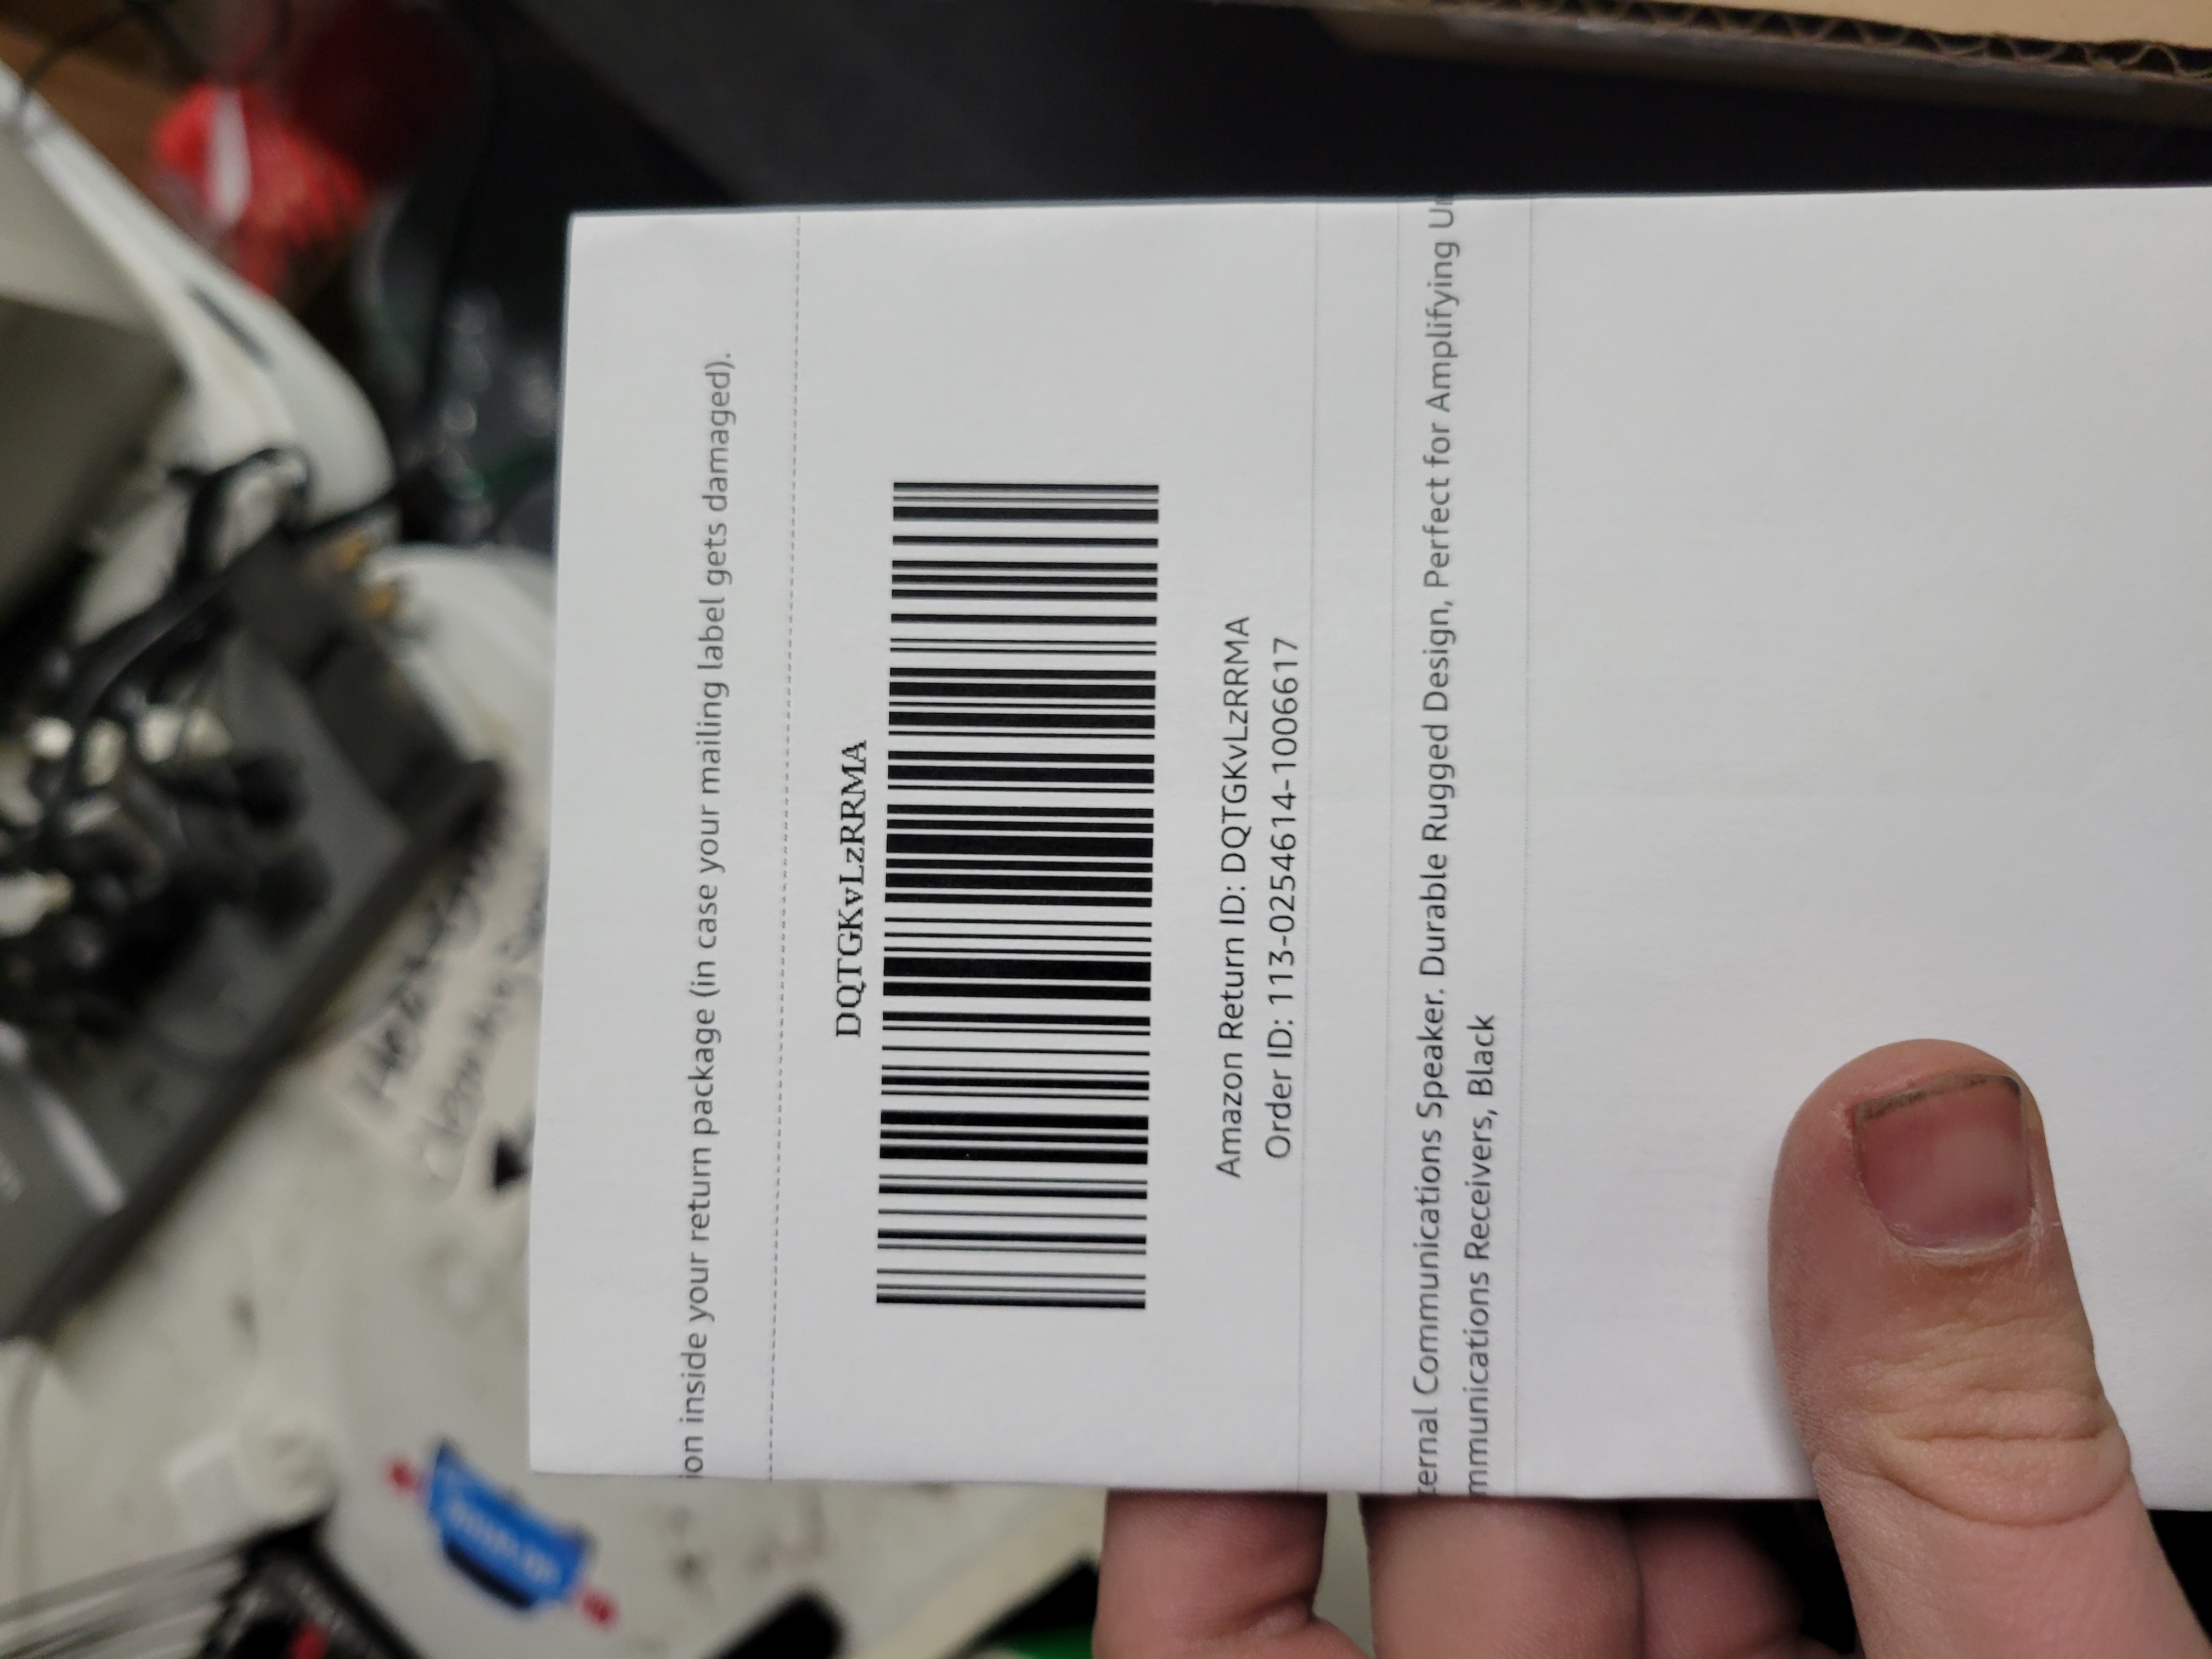 ion inside your return package (in case your mailing label gets damaged).
DQTGKvLzRRMA
Amazon Return ID: DQTGKvLzRRMA
Order ID: 113-0254614-1006617
ernal Communications Speaker. Durable Rugged Design, Perfect for Amplifying
mmunications Receivers, Black